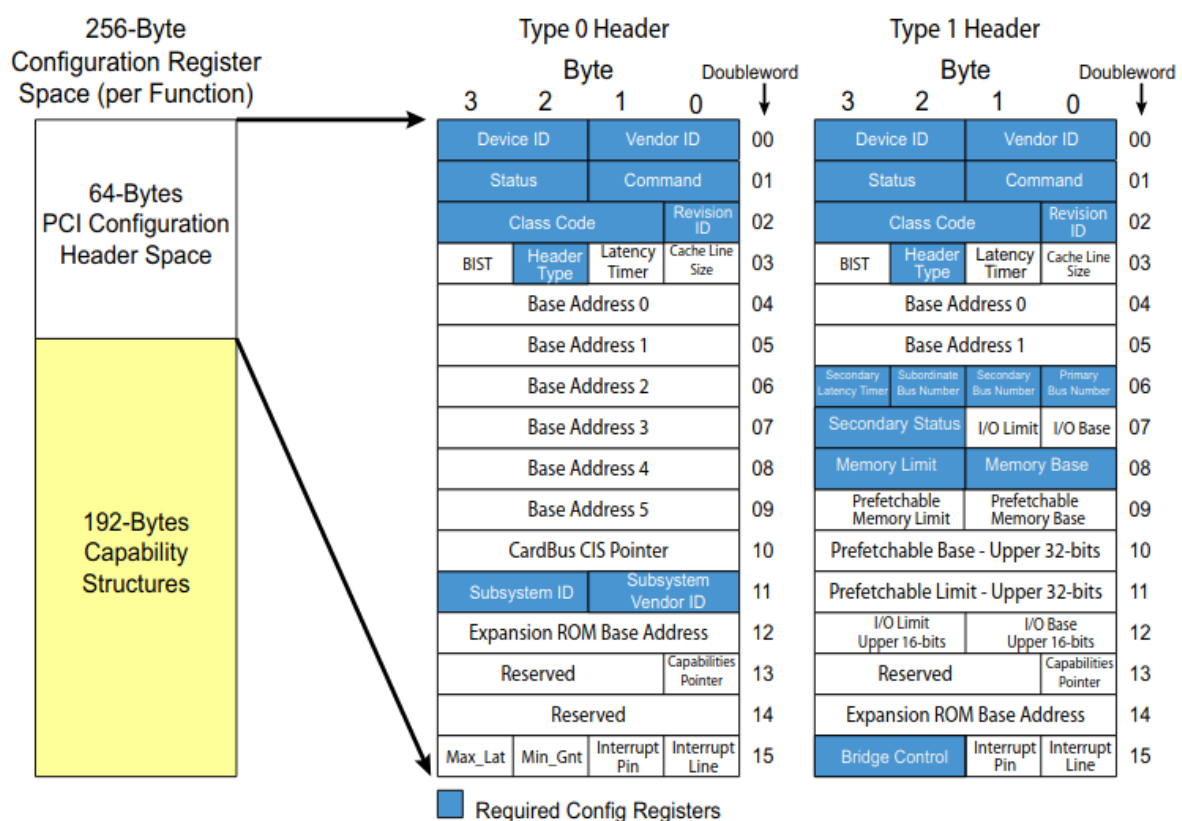 256-Byte
Configuration Register
Space (per Function)
64-Bytes
PCI Configuration
Header Space
192-Bytes
Capability
Structures
Type 0 Header
Byte
Doubleword
3 2 1 0
Device ID Vendor ID 00
Status Command 01
Class Code Revision 02
ID
BIST Header Latency Cache Line 03
Type Timer Size
Base Address 0 04
Base Address 1 05
Base Address 2 06
Base Address 3 07
Base Address 4 08
Base Address 5 09
CardBus CIS Pointer 10
Subsystem ID Subsystem 11
Vendor ID
Expansion ROM Base Address 12
Reserved Capabilities 13
Pointer
Reserved 14
Max_Lat Min_Gnt Interrupt Interrupt 15
Pin Line
Required Config Registers
Type 1 Header
Byte
Doubleword
3 2 1 0
Device ID Vendor ID 00
Status Command 01
Class Code Revision 02
ID
BIST Header Latency Cache Line 03
Type Timer Size
Base Address 0 04
Base Address 1 05
Secondary Subordinate Secondary Primary 06
Latency Timer Bus Number Bus Number Bus Number
Secondary Status I/O Limit I/O Base 07
Memory Limit Memory Base 08
Prefetchable Prefetchable 09
Memory Limit Memory Base
Prefetchable Base - Upper 32-bits 10
Prefetchable Limit - Upper 32-bits 11
I/O Limit I/O Base 12
Upper 16-bits Upper 16-bits
Reserved Capabilities 13
Pointer
Expansion ROM Base Address 14
Bridge Control Interrupt Interrupt 15
Pin Line